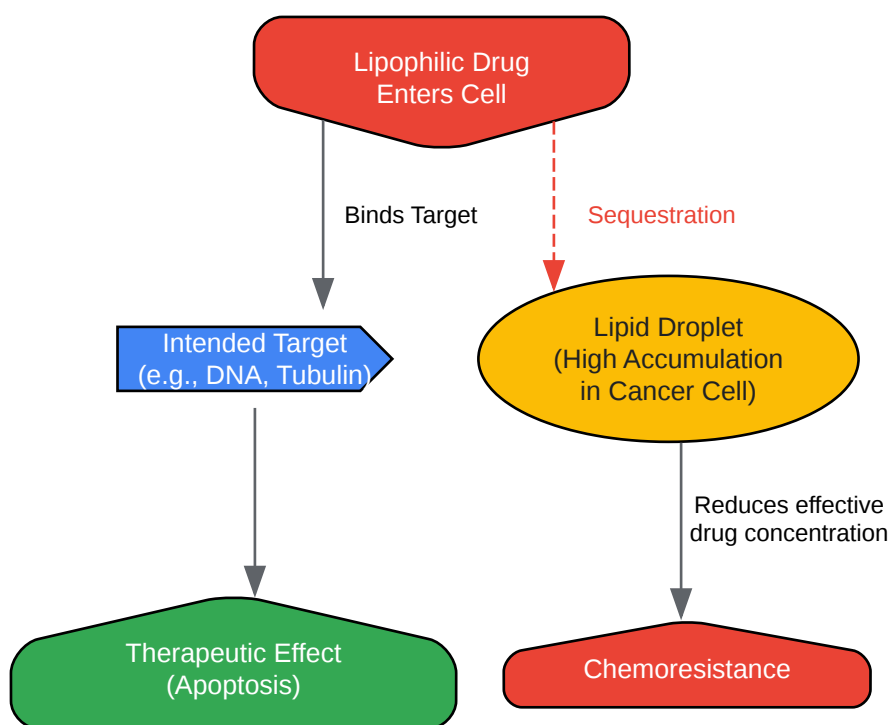 Lipophilic Drug
Enters Cell
Binds Target
Sequestration
Intended Target
(e.g., DNA, Tubulin)
Lipid Droplet
(High Accumulation
in Cancer Cell)
Reduces effective
drug concentration
Therapeutic Effect
(Apoptosis)
Chemoresistance